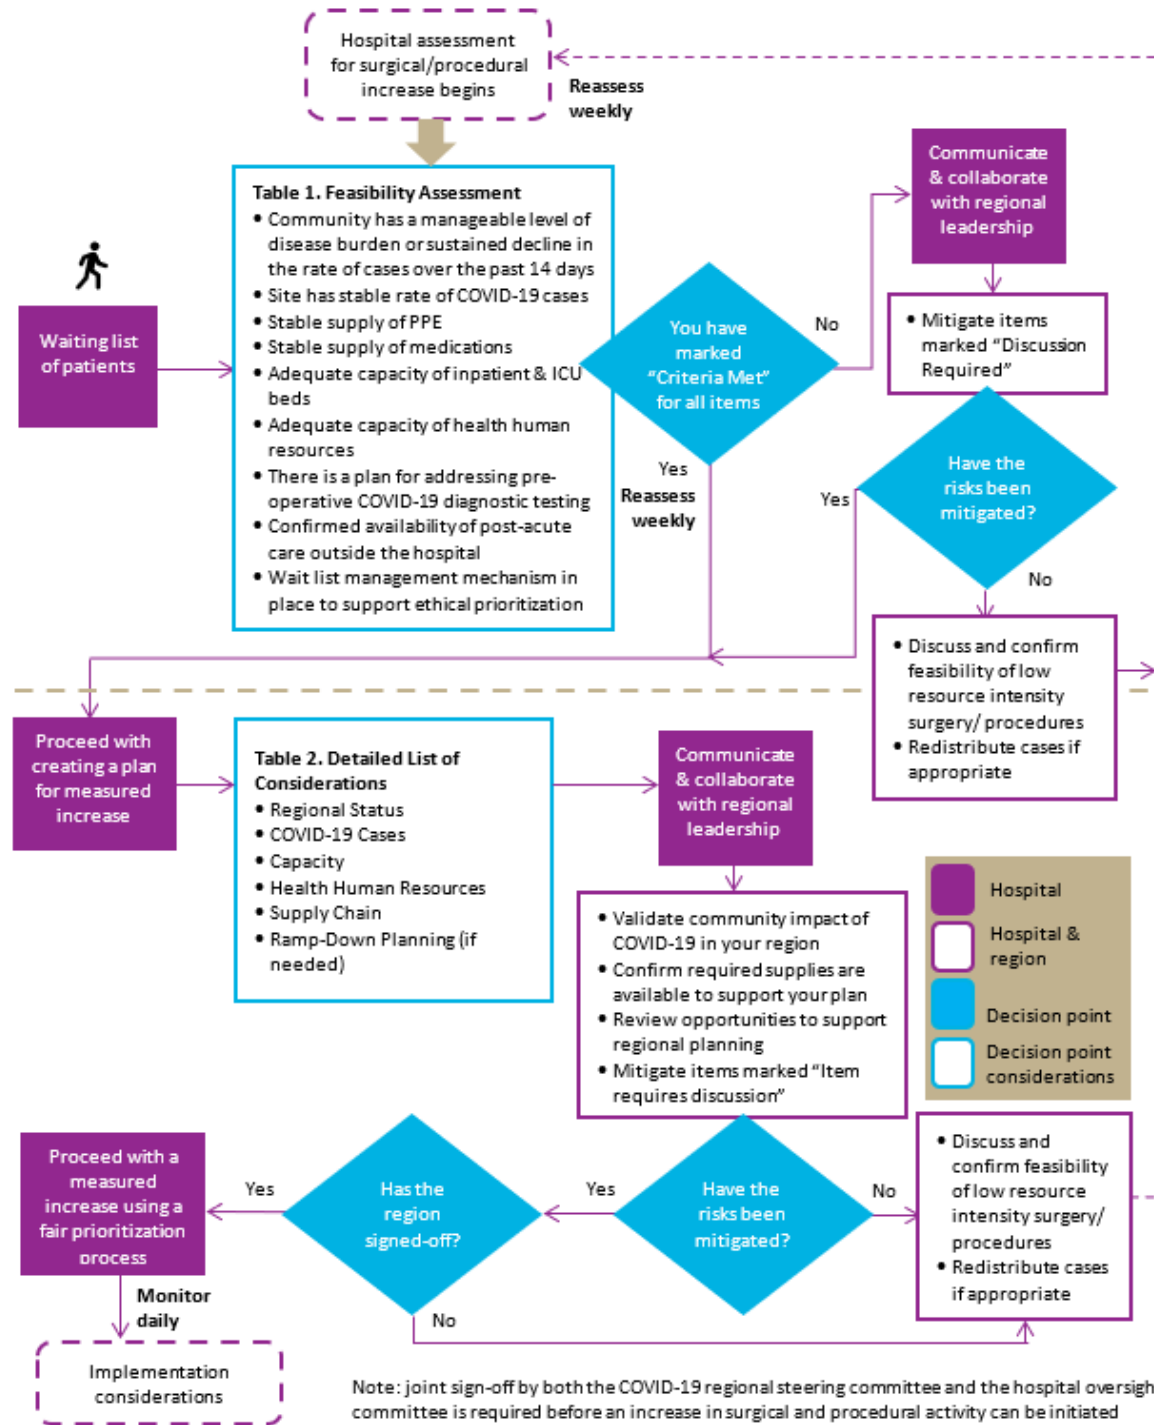 Hospital assessment
for surgical/procedural
increase begins
Reassess
weekly
Waiting list
of patients
Table 1. Feasibility Assessment
• Community has a manageable level of
disease burden or sustained decline in
the rate of cases over the past 14 days
• Site has stable rate of COVID-19 cases
• Stable supply of PPE
• Stable supply of medications
• Adequate capacity of inpatient & ICU
beds
• Adequate capacity of health human
resources
• There is a plan for addressing pre-
operative COVID-19 diagnostic testing
• Confirmed availability of post-acute
care outside the hospital
• Wait list management mechanism in
place to support ethical prioritization
You have
marked
"Criteria Met"
for all items
No
Yes
Reassess
weekly
Communicate
& collaborate
with regional
leadership
• Mitigate items
marked "Discussion
Required"
Have the
risks been
mitigated?
Yes
No
• Discuss and confirm
feasibility of low
resource intensity
surgery/ procedures
• Redistribute cases if
appropriate
Proceed with
creating a plan
for measured
increase
Table 2. Detailed List of
Considerations
• Regional Status
• COVID-19 Cases
• Capacity
• Health Human Resources
• Supply Chain
• Ramp-Down Planning (if
needed)
Communicate
& collaborate
with regional
leadership
• Validate community impact of
COVID-19 in your region
• Confirm required supplies are
available to support your plan
• Review opportunities to support
regional planning
• Mitigate items marked "Item
requires discussion"
Hospital
Hospital &
region
Decision point
Decision point
considerations
Have the
risks been
mitigated?
No
Yes
• Discuss and
confirm feasibility
of low resource
intensity surgery/
procedures
• Redistribute cases
if appropriate
Has the
region
signed-off?
Yes
No
Proceed with a
measured
increase using a
fair prioritization
process
Monitor
daily
Implementation
considerations
Note: joint sign-off by both the COVID-19 regional steering committee and the hospital oversigh
committee is required before an increase in surgical and procedural activity can be initiated